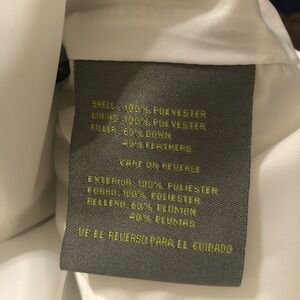 SHELL: 100% POLYESTER
LINING: 100% POLYESTER
FILLER: 60% DOWN
40% FEATHERS
CARE ON REVERSE
EXTERIOR: 100% POLIESTER
FORRO: 100% POLIESTER
RELLENO: 60% PLUMON
40% PLUMAS
VE EL REVERSO PARA EL CUIDADO